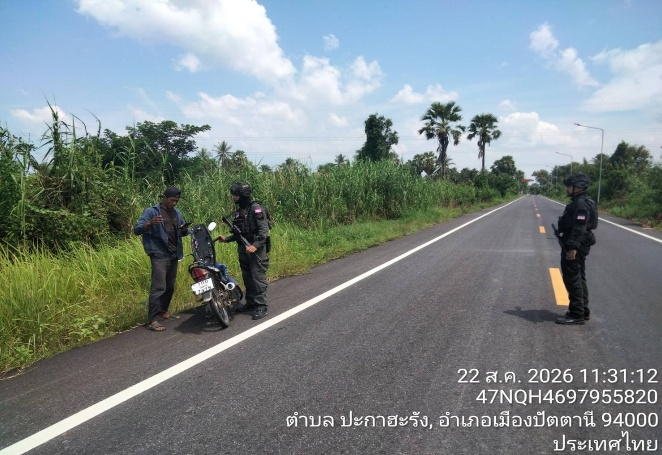 22 ส.ค. 2026 11:31:12
47NQH4697955820
ตำบล ปะกาฮะรัง, อำเภอเมืองปัตตานี 94000
ประเทศไทย